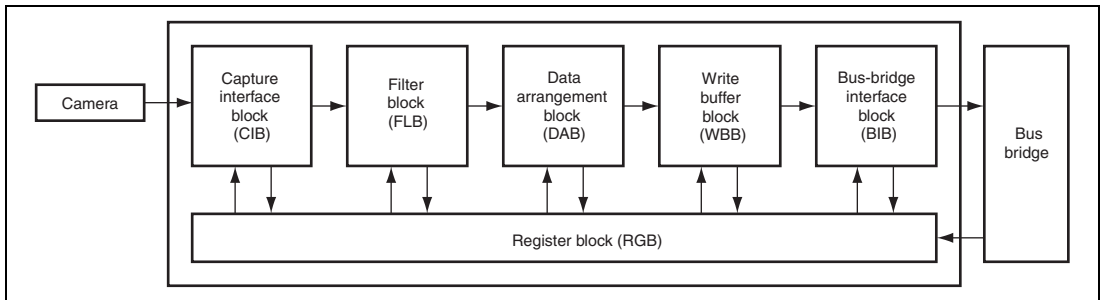 Camera
Capture
interface
block
(CIB)
Filter
block
(FLB)
Data
arrangement
block
(DAB)
Write
buffer
block
(WBB)
Bus-bridge
interface
block
(BIB)
Bus
bridge
Register block (RGB)